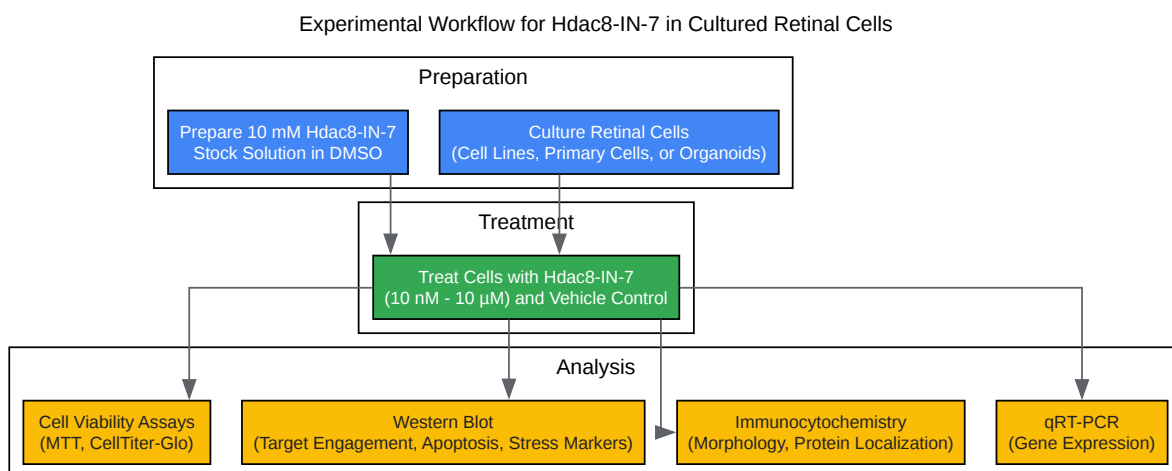 Experimental Workflow for Hdac8-IN-7 in Cultured Retinal Cells
Preparation
Prepare 10 mM Hdac8-IN-7
Stock Solution in DMSO
Culture Retinal Cells
(Cell Lines, Primary Cells, or Organoids)
Treatment
Treat Cells with Hdac8-IN-7
(10 nM - 10 µM) and Vehicle Control
Analysis
Cell Viability Assays
(MTT, CellTiter-Glo)
Western Blot
(Target Engagement, Apoptosis, Stress Markers)
Immunocytochemistry
(Morphology, Protein Localization)
qRT-PCR
(Gene Expression)